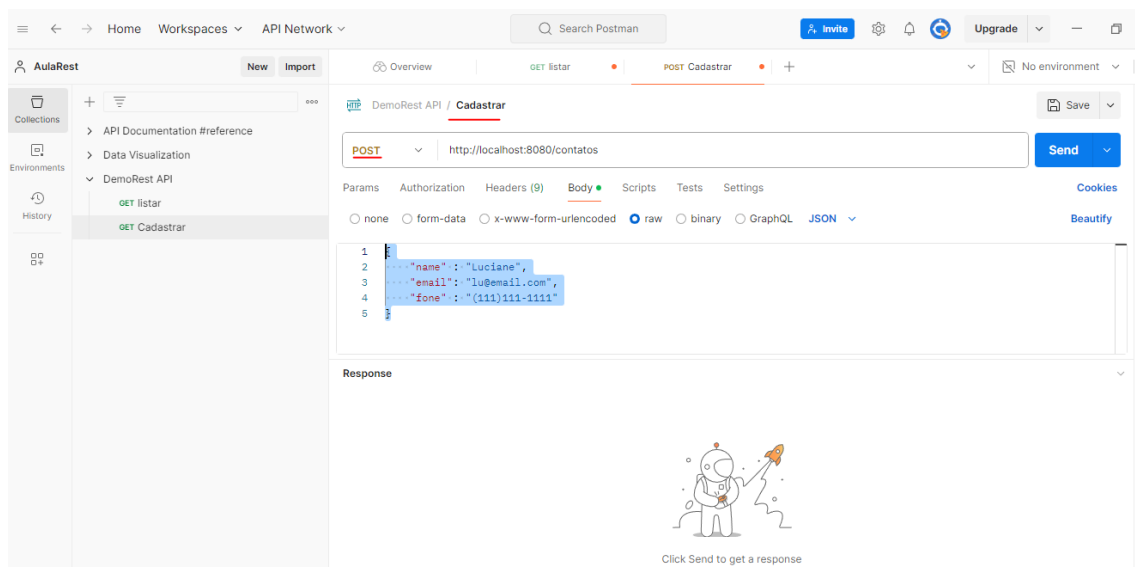 Home Workspaces API Network Search Postman Invite Upgrade
AulaRest New Import Overview GET listar POST Cadastrar No environment
Collections
Environments
History
API Documentation #reference
Data Visualization
DemoRest API
GET listar
GET Cadastrar
HTTP DemoRest API / Cadastrar Save
POST http://localhost:8080/contatos Send
Params Authorization Headers (9) Body Scripts Tests Settings Cookies
none form-data x-www-form-urlencoded raw binary GraphQL JSON Beautify
1 {
2 "name" : "Luciane",
3 "email": "lu@email.com",
4 "fone" : "(111)111-1111"
5 }
Response
Click Send to get a response